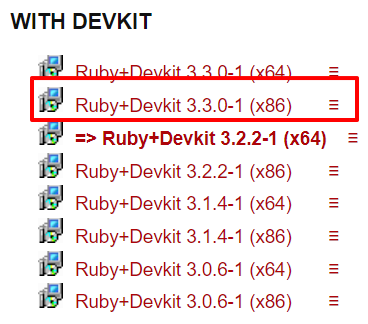 WITH DEVKIT
Ruby+Devkit 3.3.0-1 (x64)
Ruby+Devkit 3.3.0-1 (x86)
=> Ruby+Devkit 3.2.2-1 (x64)
Ruby+Devkit 3.2.2-1 (x86)
Ruby+Devkit 3.1.4-1 (x64)
Ruby+Devkit 3.1.4-1 (x86)
Ruby+Devkit 3.0.6-1 (x64)
Ruby+Devkit 3.0.6-1 (x86)